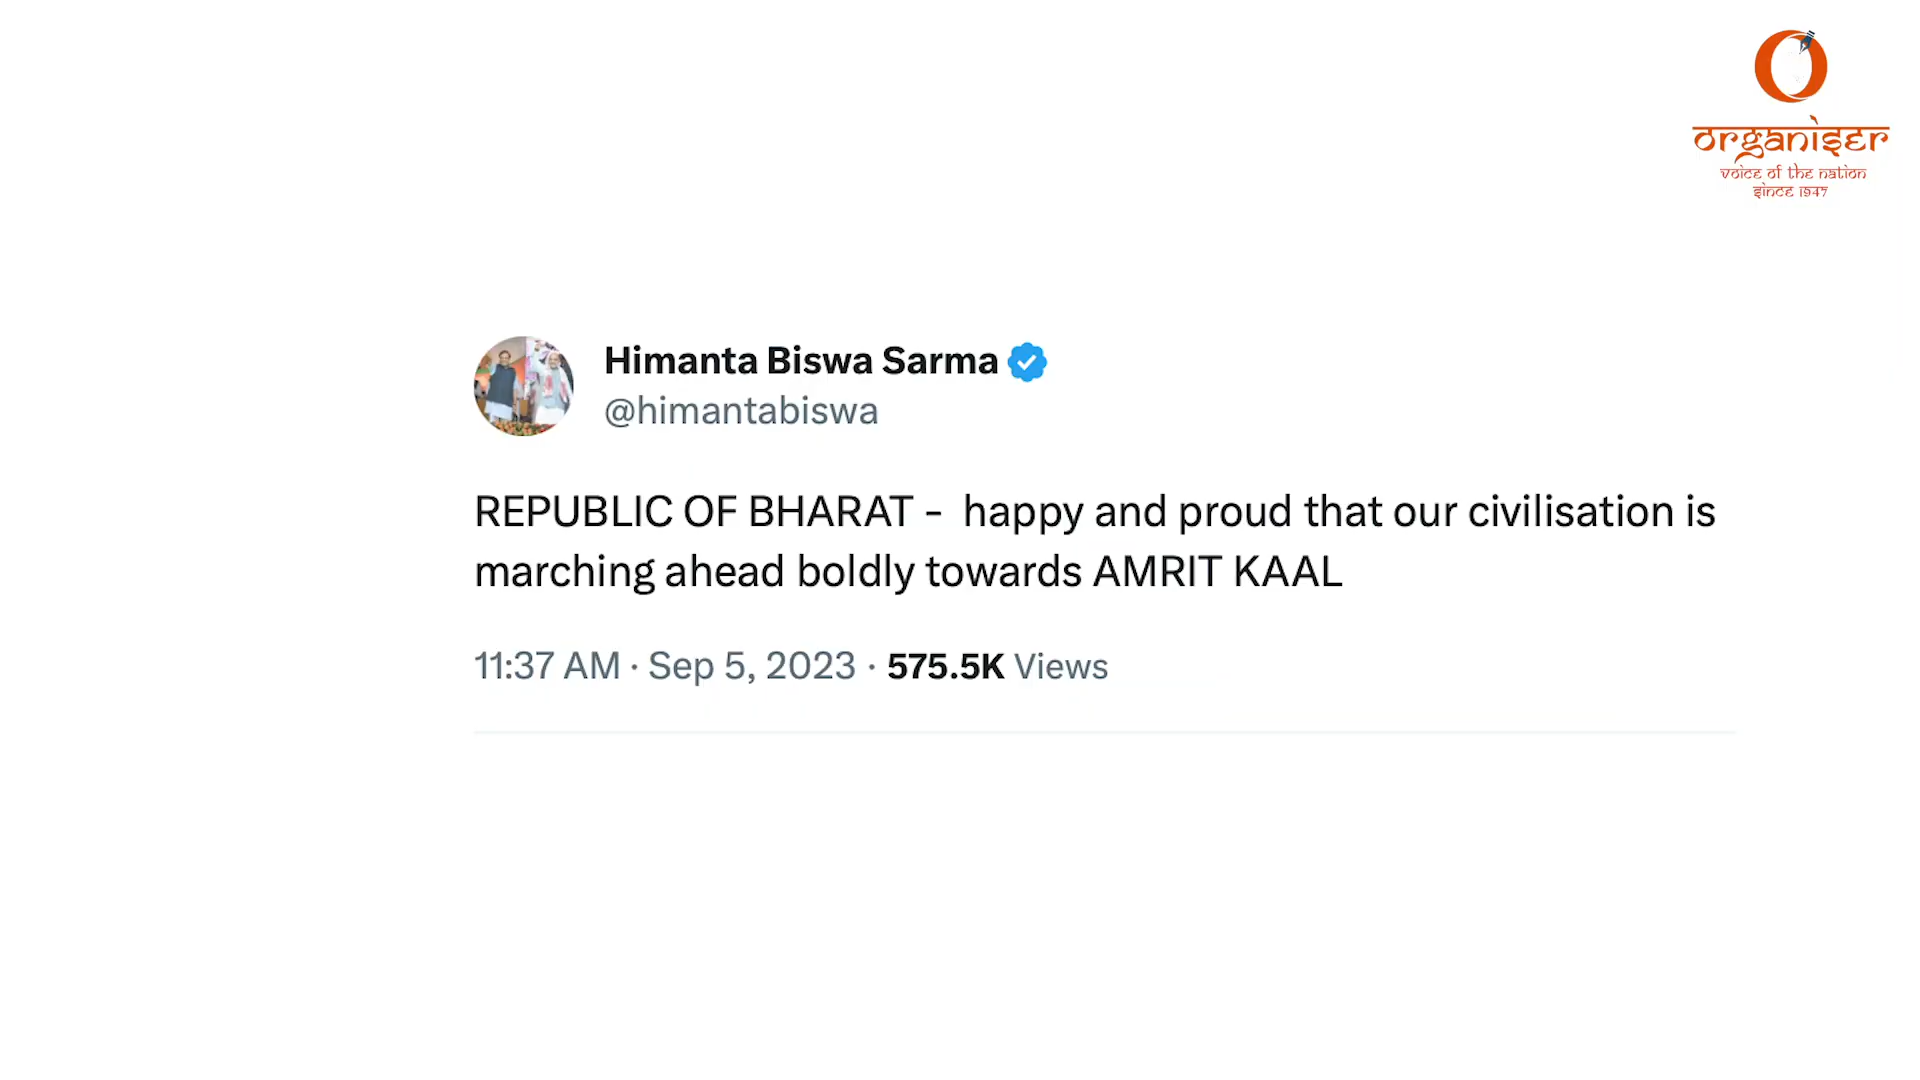 organiser
voice of the nation
since 1947
Himanta Biswa Sarma
@himantabiswa
REPUBLIC OF BHARAT -  happy and proud that our civilisation is
marching ahead boldly towards AMRIT KAAL
11:37 AM · Sep 5, 2023 · 575.5K Views